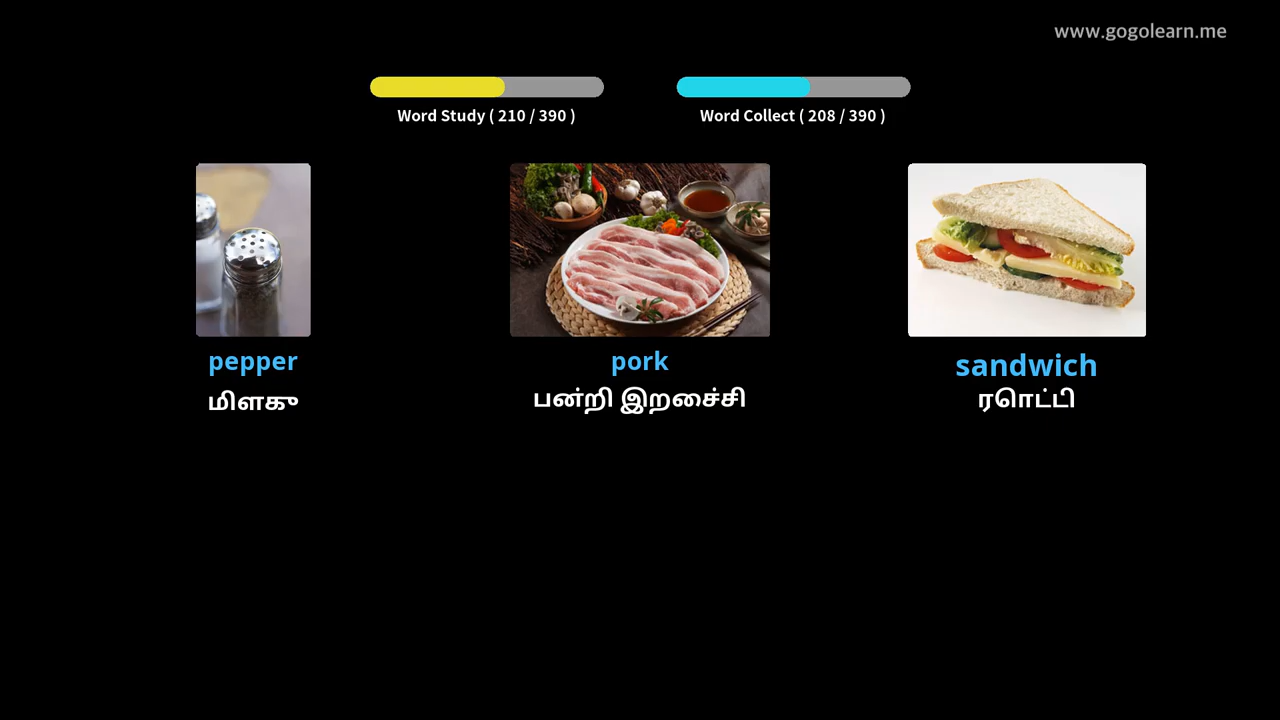 www.gogolearn.me
Word Study ( 210 / 390 )
Word Collect ( 208 / 390 )
pepper
pork
sandwich
மிளகு
பன்றி இறைச்சி
ரொட்டி